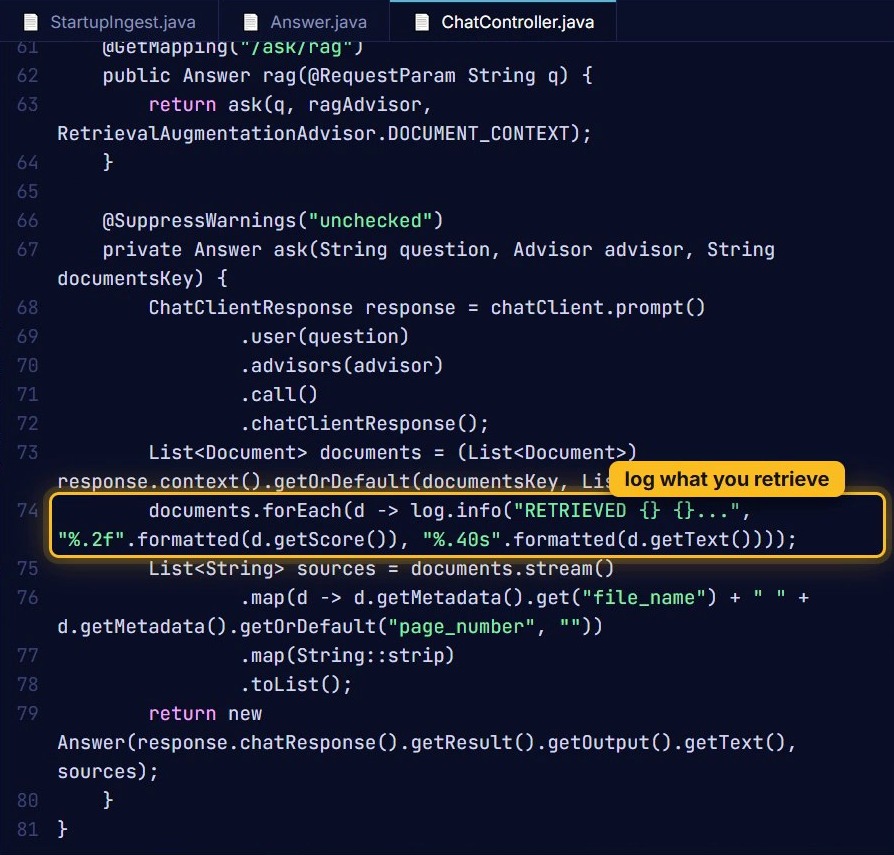 StartupIngest.java Answer.java ChatController.java
61 @GetMapping("/ask/rag")
62 public Answer rag(@RequestParam String q) {
63 return ask(q, ragAdvisor,
RetrievalAugmentationAdvisor.DOCUMENT_CONTEXT);
64 }
65
66 @SuppressWarnings("unchecked")
67 private Answer ask(String question, Advisor advisor, String
documentsKey) {
68 ChatClientResponse response = chatClient.prompt()
69 .user(question)
70 .advisors(advisor)
71 .call()
72 .chatClientResponse();
73 List<Document> documents = (List<Document>)
response.context().getOrDefault(documentsKey,
log what you retrieve
74 documents.forEach(d -> log.info("RETRIEVED {} {}...",
"%.2f".formatted(d.getScore()), "%.40s".formatted(d.getText())));
75 List<String> sources = documents.stream()
76 .map(d -> d.getMetadata().get("file_name") + " " +
d.getMetadata().getOrDefault("page_number", ""))
77 .map(String::strip)
78 .toList();
79 return new
Answer(response.chatResponse().getResult().getOutput().getText(),
sources);
80 }
81 }